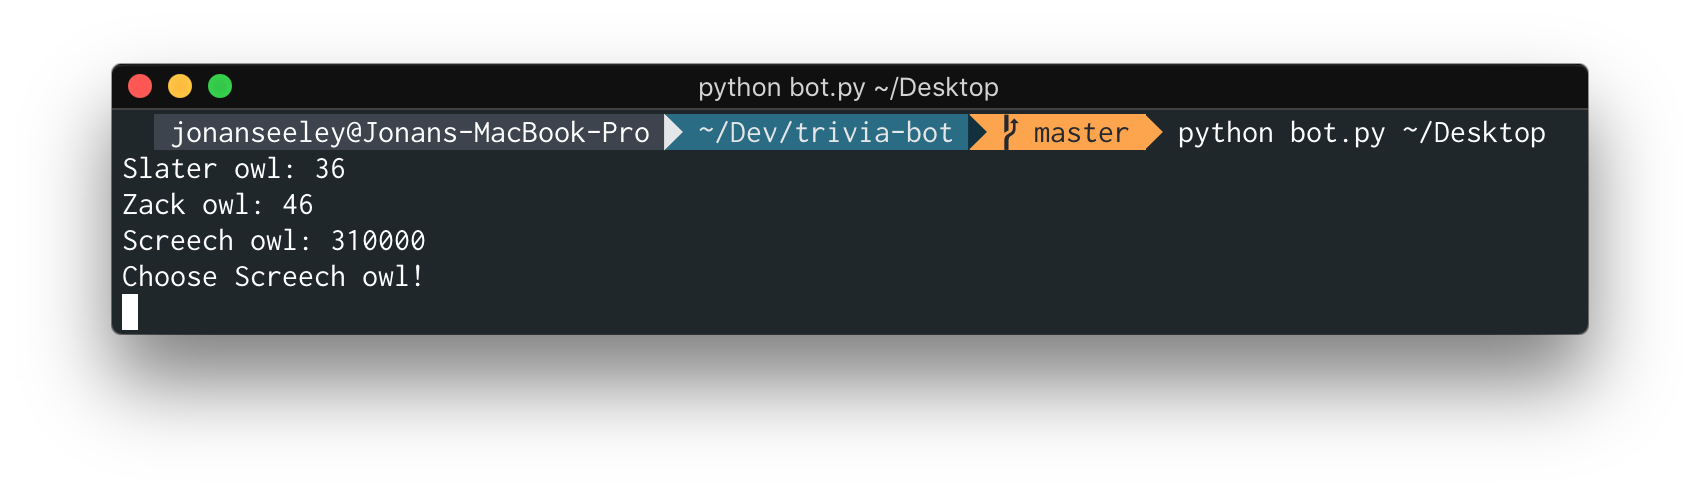 python bot.py ~/Desktop
jonanseeley@Jonans-MacBook-Pro ~/Dev/trivia-bot master python bot.py ~/Desktop
Slater owl: 36
Zack owl: 46
Screech owl: 310000
Choose Screech owl!